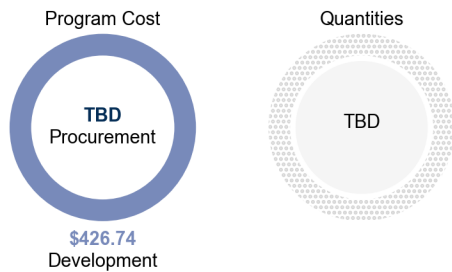 Program Cost
TBD
Procurement
$426.74
Development
Quantities
TBD